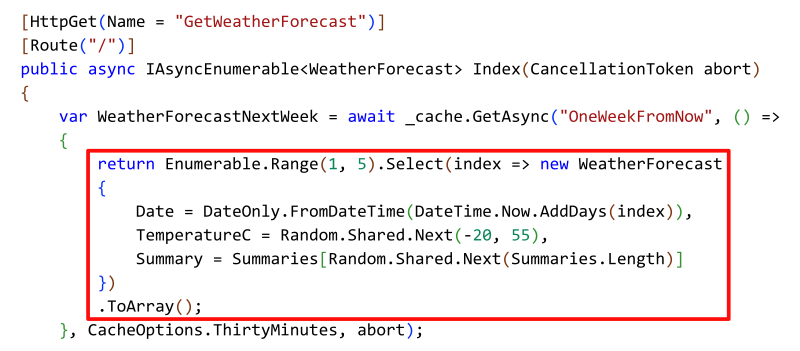 [HttpGet(Name = "GetWeatherForecast")]
[Route("/")]
public async IAsyncEnumerable<WeatherForecast> Index(CancellationToken abort)
{
var WeatherForecastNextWeek = await _cache.GetAsync("OneWeekFromNow", () =>
{
return Enumerable.Range(1, 5).Select(index => new WeatherForecast
{
Date = DateOnly.FromDateTime(DateTime.Now.AddDays(index)),
TemperatureC = Random.Shared.Next(-20, 55),
Summary = Summaries[Random.Shared.Next(Summaries.Length)]
})
.ToArray();
}, CacheOptions.ThirtyMinutes, abort);